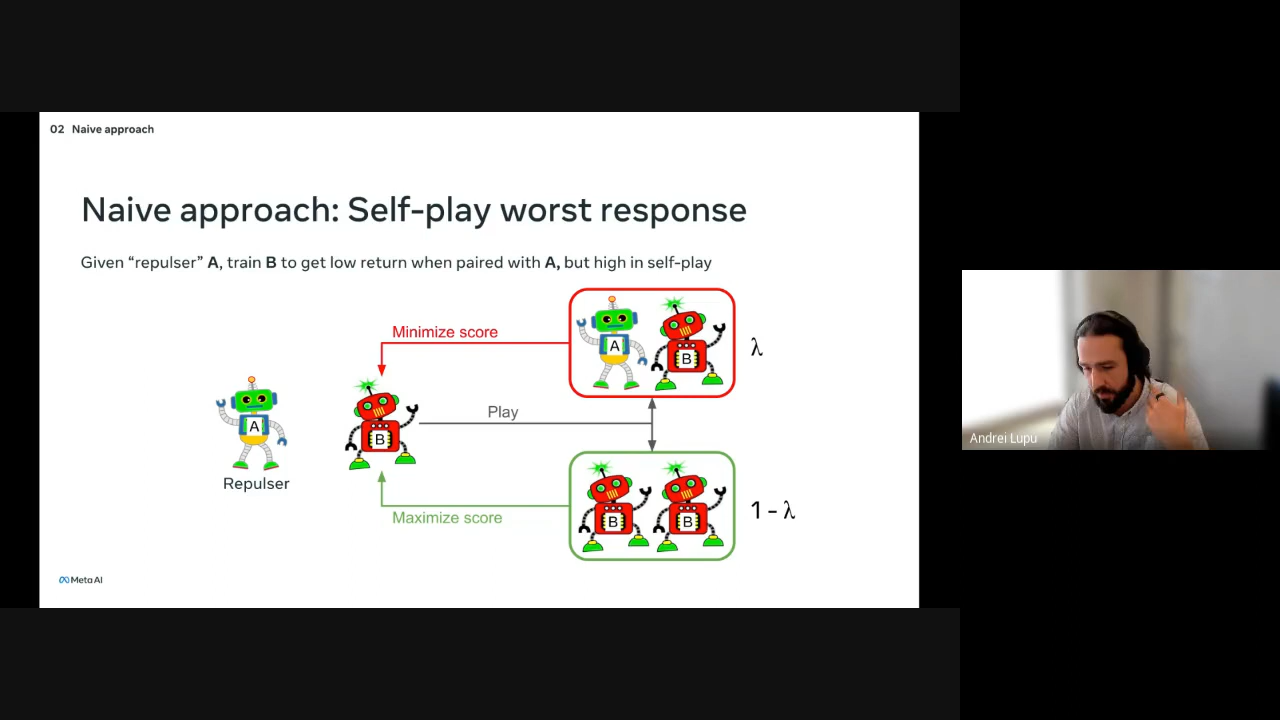 02 Naive approach
Naive approach: Self-play worst response
Given “repulser” A, train B to get low return when paired with A, but high in self-play
Minimize score
A
B
λ
Play
A
B
Repulser
Maximize score
B
B
1 - λ
Meta AI
Andrei Lupu